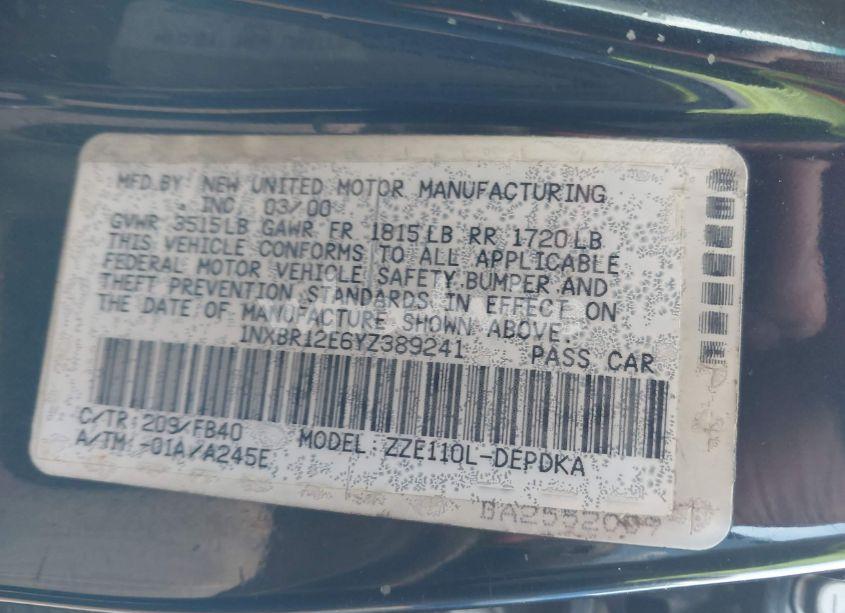 MFD.BY NEW UNITED MOTOR MANUFACTURING
INC 03/00
GVWR 3515LB GAWR FR 1815LB RR 1720LB
THIS VEHICLE CONFORMS TO ALL APPLICABLE
FEDERAL MOTOR VEHICLE SAFETY.BUMPER AND
THEFT PREVENTION STANDARDS IN EFFECT ON
THE DATE OF MANUFACTURE SHOWN ABOVE.
1NXBR12E6YZ389241 PASS CAR
C/TR:209/FB40
A/TM:-01A/A245E MODEL:ZZE110L-DEPDKA